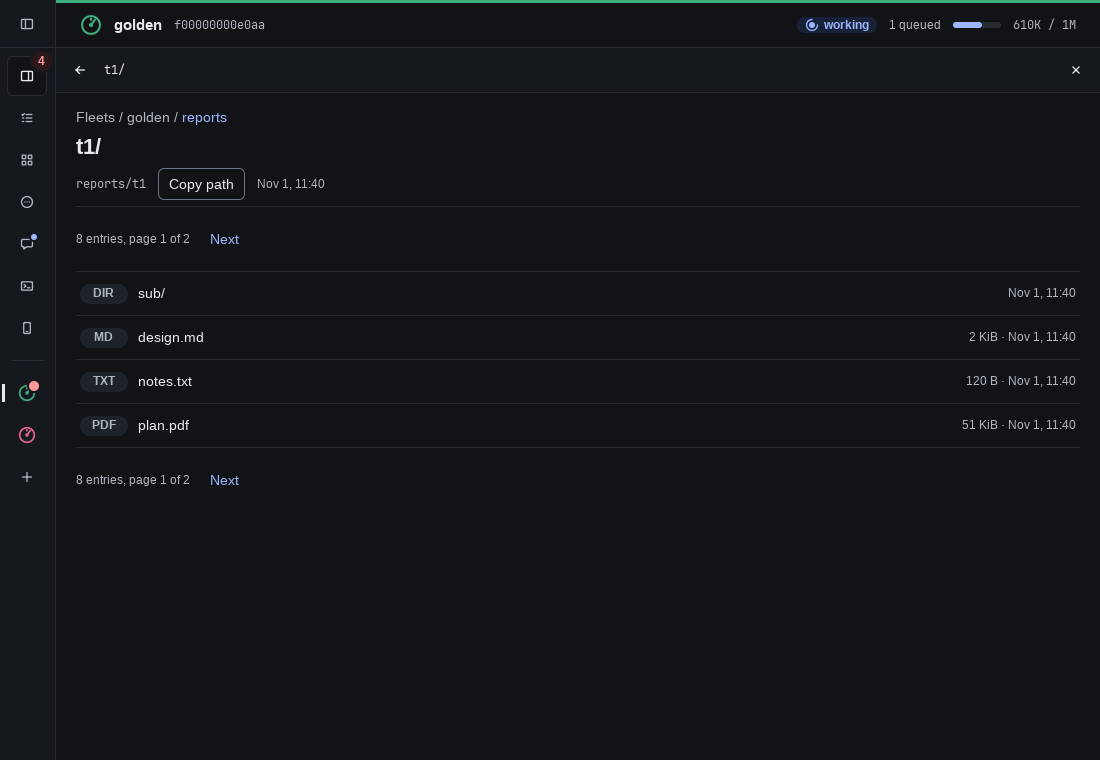 golden f00000000e0aa working 1 queued 610K / 1M
4
t1/
Fleets / golden / reports
t1/
reports/t1 Copy path Nov 1, 11:40
8 entries, page 1 of 2 Next
DIR sub/ Nov 1, 11:40
MD design.md 2 KiB · Nov 1, 11:40
TXT notes.txt 120 B · Nov 1, 11:40
PDF plan.pdf 51 KiB · Nov 1, 11:40
8 entries, page 1 of 2 Next